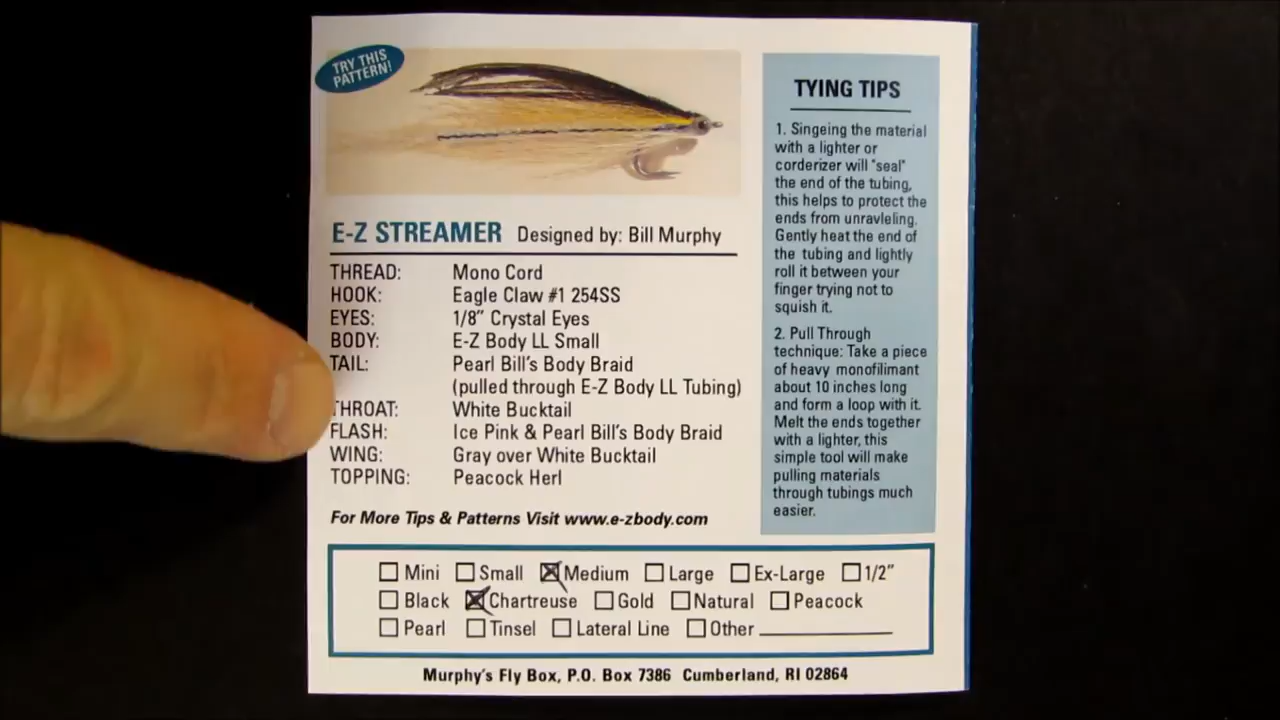 TRY THIS
PATTERN!
E-Z STREAMER Designed by: Bill Murphy
THREAD: Mono Cord
HOOK: Eagle Claw #1 254SS
EYES: 1/8" Crystal Eyes
BODY: E-Z Body LL Small
TAIL: Pearl Bill's Body Braid
(pulled through E-Z Body LL Tubing)
THROAT: White Bucktail
FLASH: Ice Pink & Pearl Bill's Body Braid
WING: Gray over White Bucktail
TOPPING: Peacock Herl
For More Tips & Patterns Visit www.e-zbody.com
TYING TIPS
1. Singeing the material
with a lighter or
corderizer will "seal"
the end of the tubing,
this helps to protect the
ends from unravleling.
Gently heat the end of
the tubing and lightly
roll it between your
finger trying not to
squish it.
2. Pull Through
technique: Take a piece
of heavy monofilimant
about 10 inches long
and form a loop with it.
Melt the ends together
with a lighter, this
simple tool will make
pulling materials
through tubings much
easier.
Mini Small Medium Large Ex-Large 1/2"
Black Chartreuse Gold Natural Peacock
Pearl Tinsel Lateral Line Other
Murphy's Fly Box, P.O. Box 7386 Cumberland, RI 02864